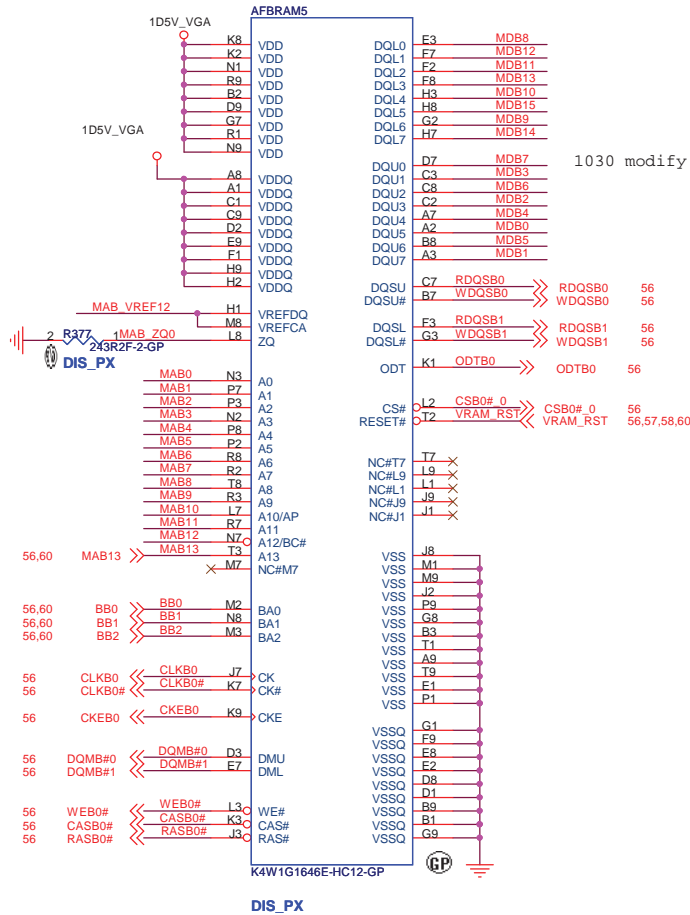 AFBRAM5
1D5V_VGA
K8 VDD
K2 VDD
N1 VDD
R9 VDD
B2 VDD
D9 VDD
G7 VDD
R1 VDD
N9 VDD
1D5V_VGA
A8 VDDQ
A1 VDDQ
C1 VDDQ
C9 VDDQ
D2 VDDQ
E9 VDDQ
F1 VDDQ
H9 VDDQ
H2 VDDQ
MAB_VREF12 H1 VREFDQ
M8 VREFCA
2 R377 1 MAB_ZQ0 L8 ZQ
243R2F-2-GP
DIS_PX
MAB0 N3 A0
MAB1 P7 A1
MAB2 P3 A2
MAB3 N2 A3
MAB4 P8 A4
MAB5 P2 A5
MAB6 R8 A6
MAB7 R2 A7
MAB8 T8 A8
MAB9 R3 A9
MAB10 L7 A10/AP
MAB11 R7 A11
MAB12 N7 A12/BC#
56,60 MAB13 MAB13 T3 A13
M7 NC#M7
56,60 BB0 BB0 M2 BA0
56,60 BB1 BB1 N8 BA1
56,60 BB2 BB2 M3 BA2
56 CLKB0 CLKB0 J7 CK
56 CLKB0# CLKB0# K7 CK#
56 CKEB0 CKEB0 K9 CKE
56 DQMB#0 DQMB#0 D3 DMU
56 DQMB#1 DQMB#1 E7 DML
56 WEB0# WEB0# L3 WE#
56 CASB0# CASB0# K3 CAS#
56 RASB0# RASB0# J3 RAS#
DQL0 E3 MDB8
DQL1 F7 MDB12
DQL2 F2 MDB11
DQL3 F8 MDB13
DQL4 H3 MDB10
DQL5 H8 MDB15
DQL6 G2 MDB9
DQL7 H7 MDB14
DQU0 D7 MDB7
1030 modify
DQU1 C3 MDB3
DQU2 C8 MDB6
DQU3 C2 MDB2
DQU4 A7 MDB4
DQU5 A2 MDB0
DQU6 B8 MDB5
DQU7 A3 MDB1
DQSU C7 RDQSB0 RDQSB0 56
DQSU# B7 WDQSB0 WDQSB0 56
DQSL F3 RDQSB1 RDQSB1 56
DQSL# G3 WDQSB1 WDQSB1 56
ODT K1 ODTB0 ODTB0 56
CS# L2 CSB0#_0 CSB0#_0 56
RESET# T2 VRAM_RST VRAM_RST 56,57,58,60
NC#T7 T7
NC#L9 L9
NC#L1 L1
NC#J9 J9
NC#J1 J1
VSS J8
VSS M1
VSS M9
VSS J2
VSS P9
VSS G8
VSS B3
VSS T1
VSS A9
VSS T9
VSS E1
VSS P1
VSSQ G1
VSSQ F9
VSSQ E8
VSSQ E2
VSSQ D8
VSSQ D1
VSSQ B9
VSSQ B1
VSSQ G9
K4W1G1646E-HC12-GP
GP
DIS_PX